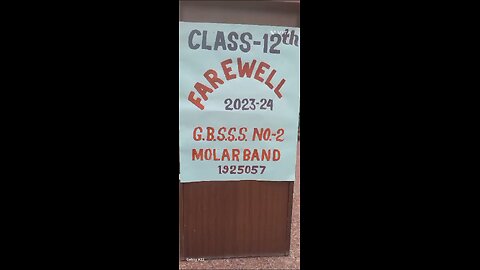 CLASS-12th
FAREWELL
2023-24
G.B.S.S.S. NO.-2
MOLARBAND
1925057